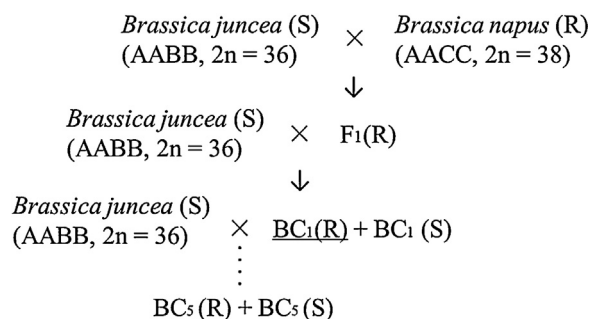 Brassica juncea (S) × Brassica napus (R)
(AABB, 2n = 36) (AACC, 2n = 38)
↓
Brassica juncea (S) × F1(R)
(AABB, 2n = 36)
↓
Brassica juncea (S) × BC1(R) + BC1 (S)
(AABB, 2n = 36)
BC5 (R) + BC5 (S)